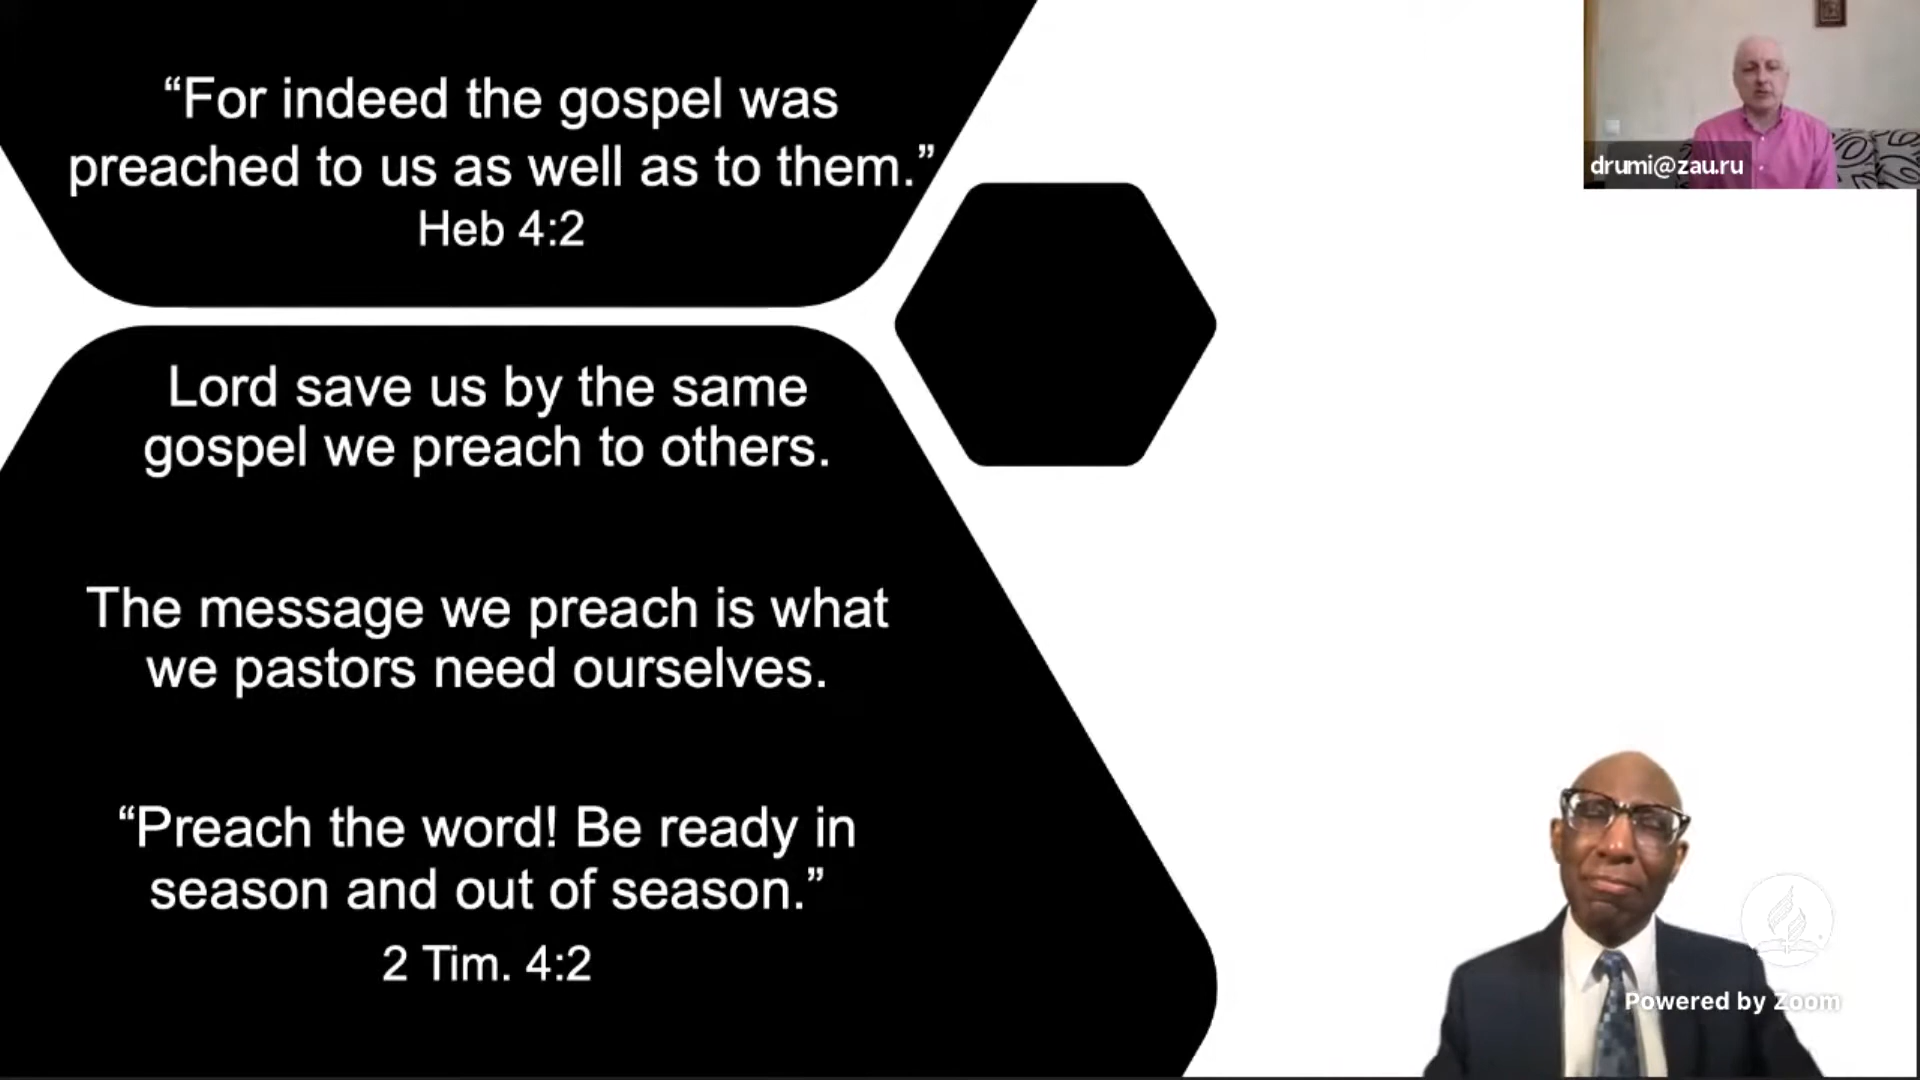 “For indeed the gospel was
preached to us as well as to them.”
Heb 4:2
Lord save us by the same
gospel we preach to others.
The message we preach is what
we pastors need ourselves.
“Preach the word! Be ready in
season and out of season.”
2 Tim. 4:2
drumi@zau.ru
Powered by Zoom